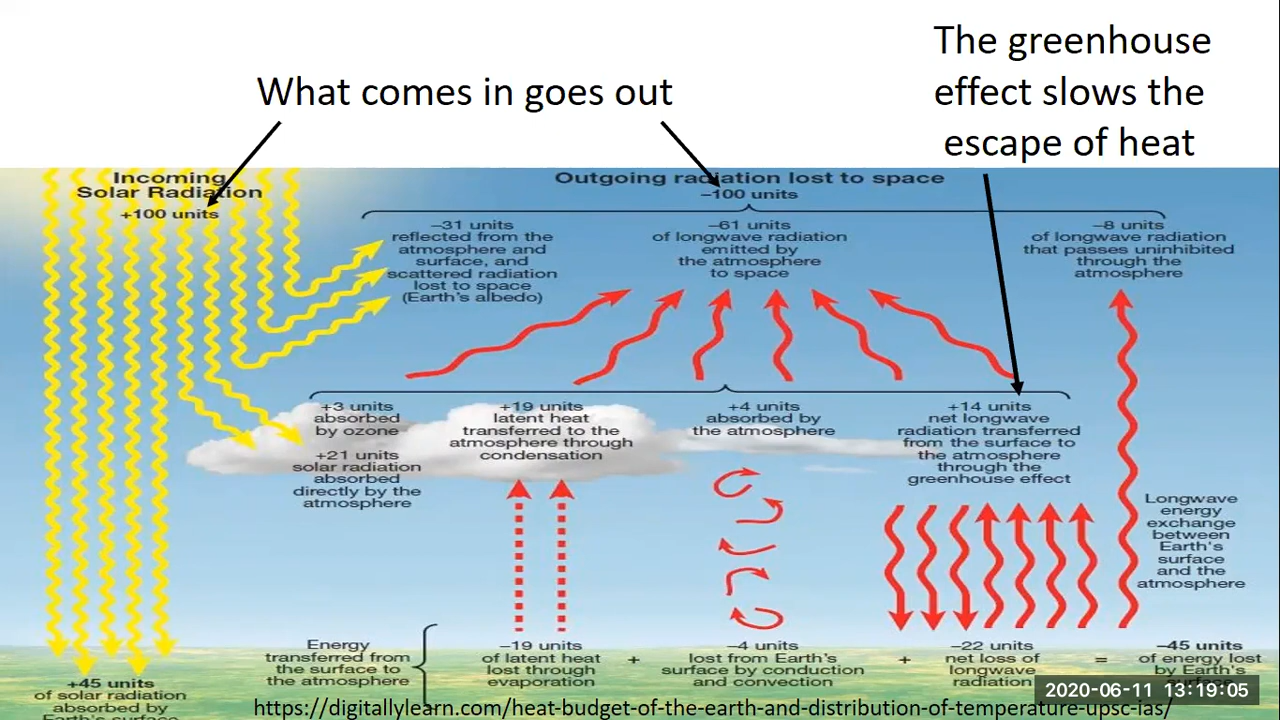 The greenhouse
effect slows the
escape of heat
What comes in goes out
Incoming
Solar Radiation
+100 units
Outgoing radiation lost to space
–100 units
–31 units
reflected from the
atmosphere and
surface, and
scattered radiation
lost to space
(Earth's albedo)
–61 units
of longwave radiation
emitted by
the atmosphere
to space
–8 units
of longwave radiation
that passes uninhibited
through the
atmosphere
+3 units
absorbed
by ozone
+21 units
solar radiation
absorbed
directly by the
atmosphere
+19 units
latent heat
transferred to the
atmosphere through
condensation
+4 units
absorbed by
the atmosphere
+14 units
net longwave
radiation transferred
from the surface to
the atmosphere
through the
greenhouse effect
Longwave
energy
exchange
between
Earth's
surface
and the
atmosphere
Energy
transferred from
the surface to
the atmosphere
–19 units
of latent heat
lost through
evaporation
+
–4 units
lost from Earth's
surface by conduction
and convection
+
–22 units
net loss of
longwave
radiation
=
–45 units
of energy lost
by Earth's
surface
+45 units
of solar radiation
absorbed by
Earth's surface
2020-06-11 13:19:05
https://digitallylearn.com/heat-budget-of-the-earth-and-distribution-of-temperature-upsc-ias/